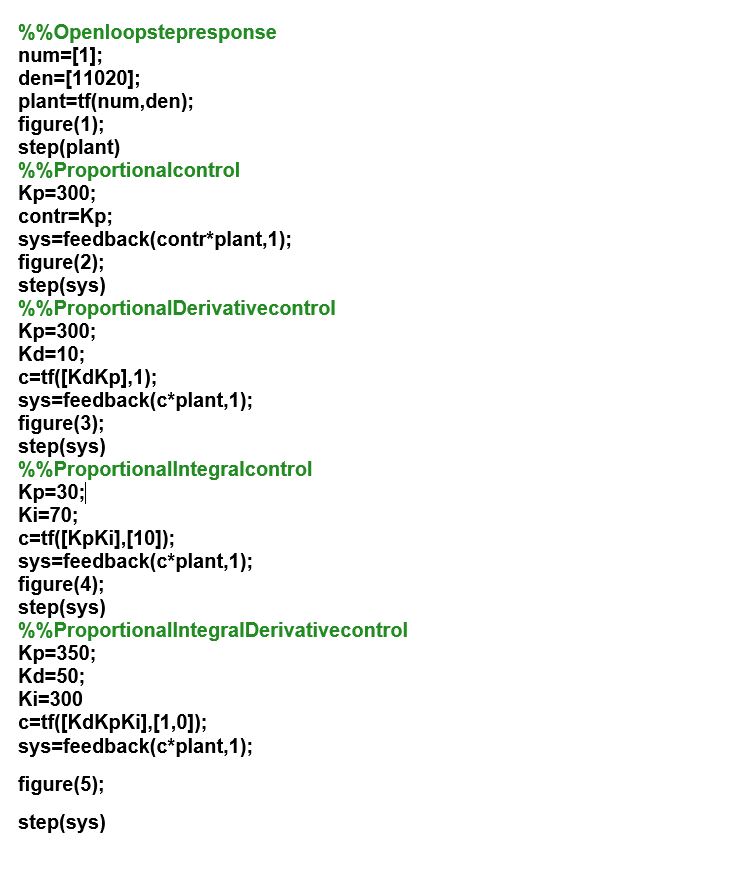 %%Openloopstepresponse
num=[1];
den=[11020];
plant=tf(num,den);
figure(1);
step(plant)
%%Proportionalcontrol
Kp=300;
contr=Kp;
sys=feedback(contr*plant,1);
figure(2);
step(sys)
%%ProportionalDerivativecontrol
Kp=300;
Kd=10;
c=tf([KdKp],1);
sys=feedback(c*plant,1);
figure(3);
step(sys)
%%ProportionalIntegralcontrol
Kp=30;
Ki=70;
c=tf([KpKi],[10]);
sys=feedback(c*plant,1);
figure(4);
step(sys)
%%ProportionalIntegralDerivativecontrol
Kp=350;
Kd=50;
Ki=300
c=tf([KdKpKi],[1,0]);
sys=feedback(c*plant,1);
figure(5);
step(sys)